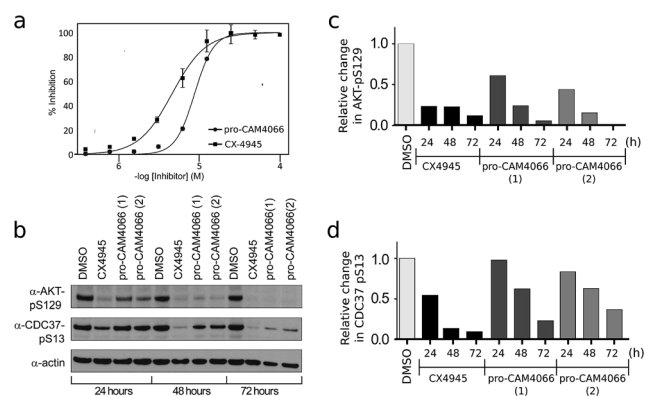 a
% Inhibition
100
80
60
40
20
0
pro-CAM4066
CX-4945
6 5 4
-log [Inhibitor] (M)
b
DMSO
CX4945
pro-CAM4066 (1)
pro-CAM4066 (2)
DMSO
CX4945
pro-CAM4066 (1)
pro-CAM4066 (2)
DMSO
CX4945
pro-CAM4066(1)
pro-CAM4066(2)
α-AKT-
pS129
α-CDC37-
pS13
α-actin
24 hours 48 hours 72 hours
c
Relative change
in AKT-pS129
1.0
0.5
0.0
DMSO
24 48 72 24 48 72 24 48 72 (h)
CX4945 pro-CAM4066 pro-CAM4066
(1) (2)
d
Relative change
in CDC37 pS13
1.0
0.5
0.0
DMSO
24 48 72 24 48 72 24 48 72 (h)
CX4945 pro-CAM4066 pro-CAM4066
(1) (2)